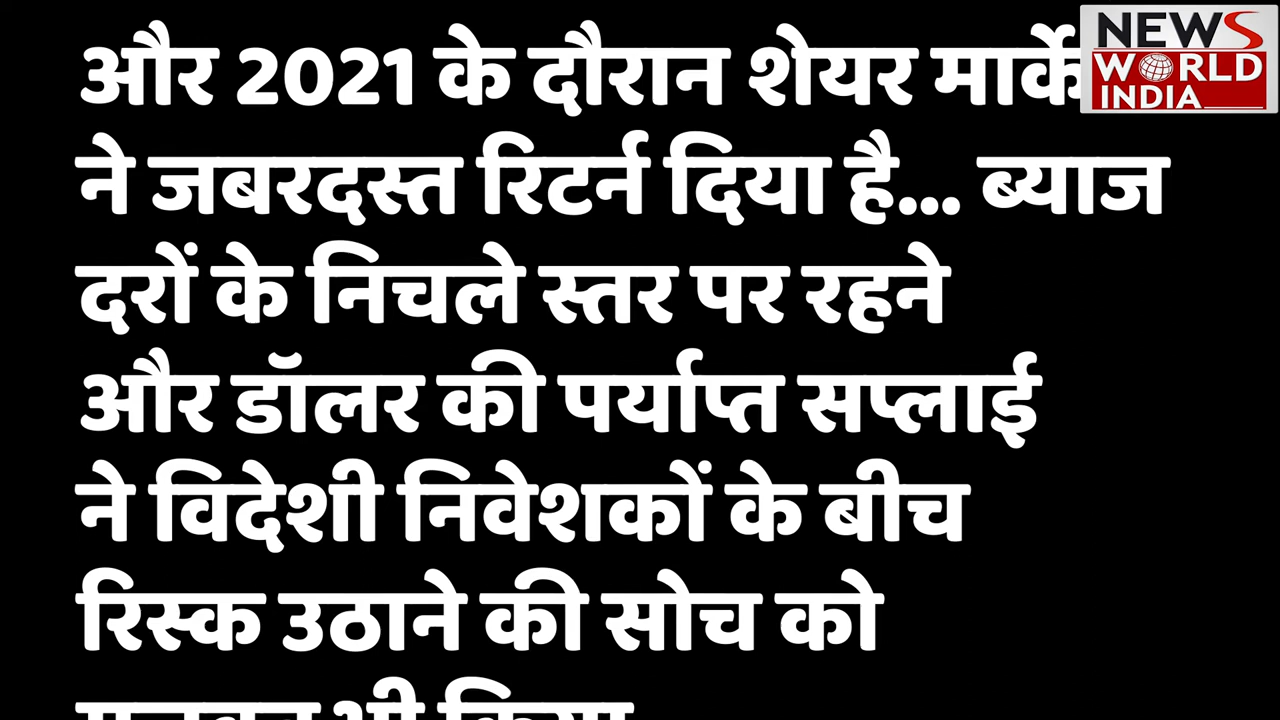 और 2021 के दौरान शेयर
ने जबरदस्त रिटर्न दिया है... ब्याज
दरों के निचले स्तर पर रहने
और डॉलर की पर्याप्त सप्लाई
ने विदेशी निवेशकों के बीच
रिस्क उठाने की सोच को
NEWS
WORLD
INDIA